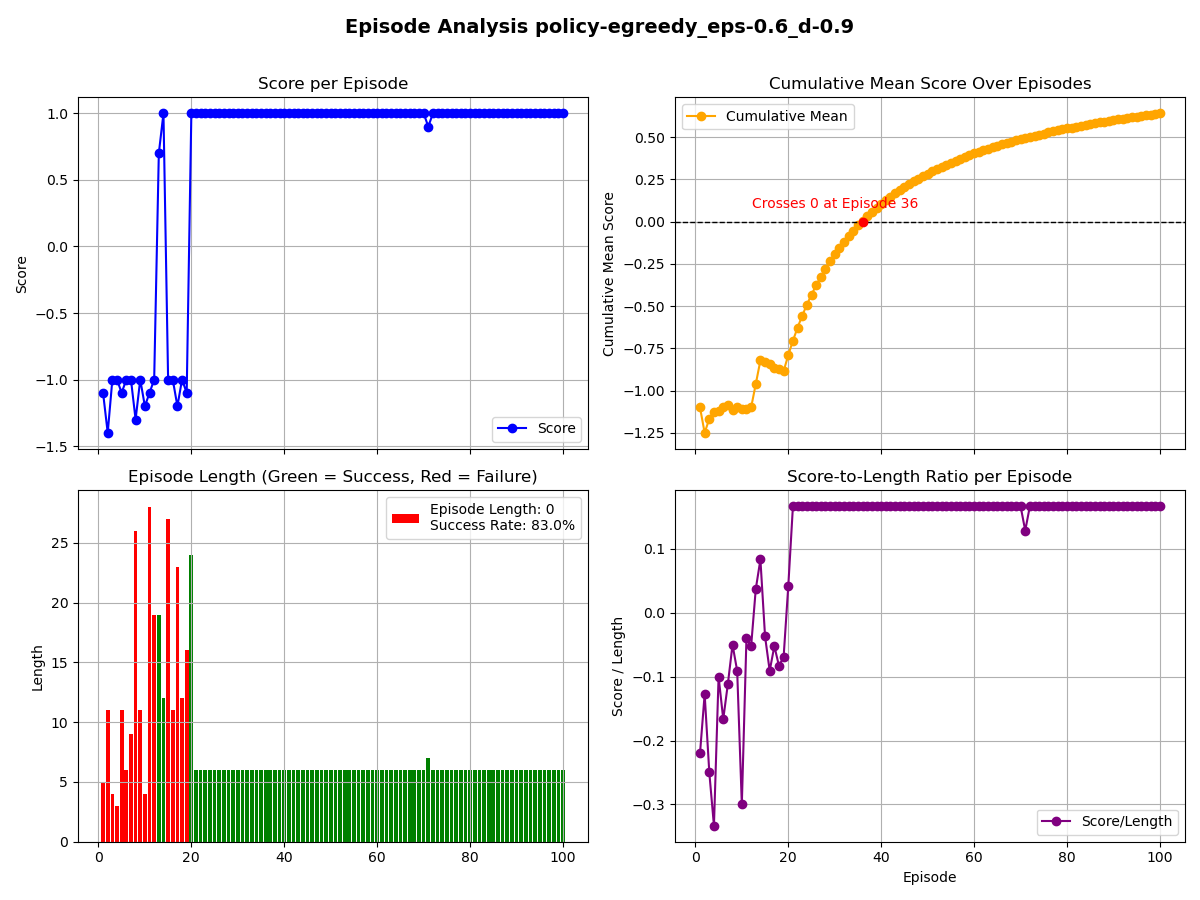 Episode Analysis policy-egreedy_eps-0.6_d-0.9
Score per Episode
1.0
0.5
0.0
−0.5
−1.0
−1.5
Score
Score
Cumulative Mean Score Over Episodes
Cumulative Mean
0.50
0.25
0.00
−0.25
−0.50
−0.75
−1.00
−1.25
Cumulative Mean Score
Crosses 0 at Episode 36
Episode Length (Green = Success, Red = Failure)
Episode Length: 0
Success Rate: 83.0%
25
20
15
10
5
0
Length
0 20 40 60 80 100
Score-to-Length Ratio per Episode
0.1
0.0
−0.1
−0.2
−0.3
Score / Length
Score/Length
0 20 40 60 80 100
Episode